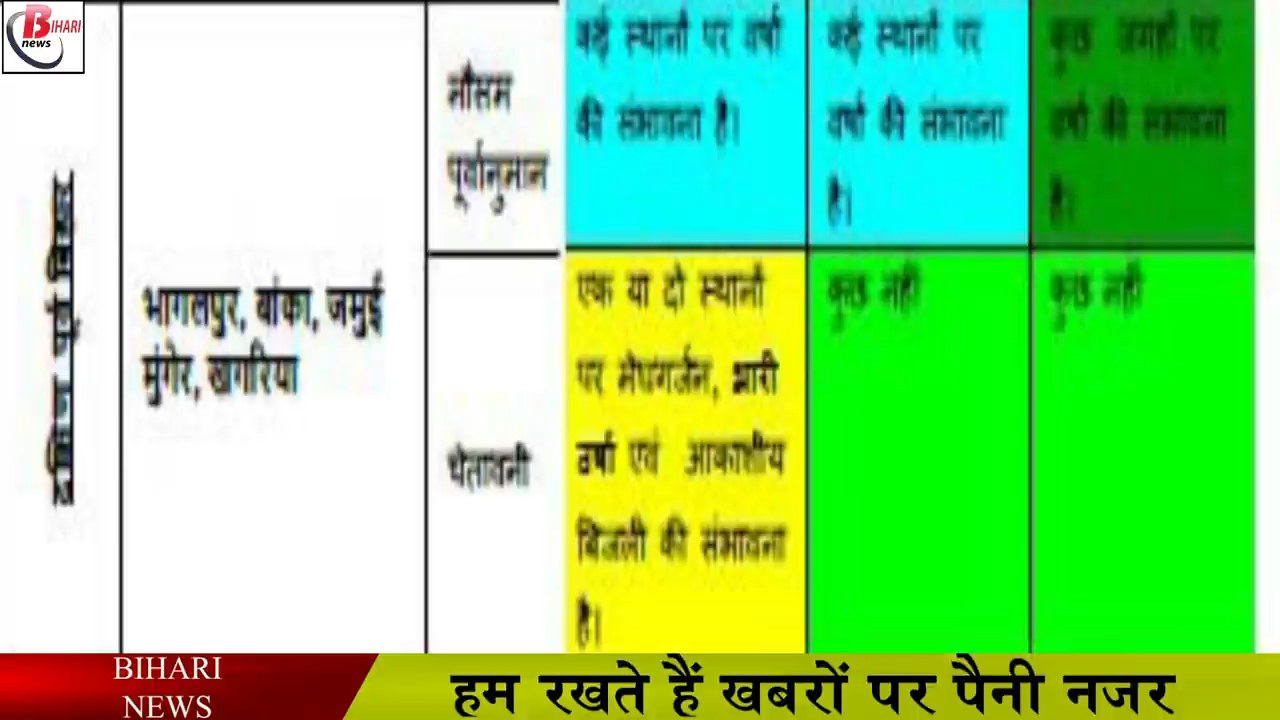 BIHARI
news
कई स्थानों पर वर्षा
की संभावना है।
कई स्थानों पर
वर्षा की संभावना
है।
कुछ जगहों पर
वर्षा की संभावना
है।
मौसम
पूर्वानुमान
दक्षिण पूर्व बिहार
भागलपुर, बांका, जमुई
मुंगेर, खगरिया
चेतावनी
एक या दो स्थानों
पर मेघगर्जन, भारी
वर्षा एवं आकाशीय
बिजली की संभावना
है।
कुछ नहीं
कुछ नहीं
BIHARI
NEWS
हम रखते हैं खबरों पर पैनी नजर